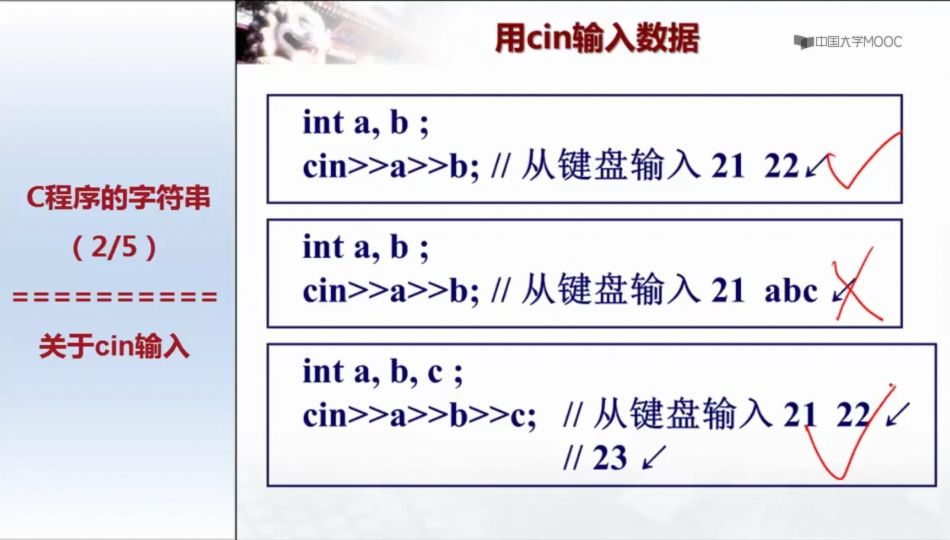 用cin输入数据
中国大学MOOC
C程序的字符串
（2/5）
==========
关于cin输入
int a, b ;
cin>>a>>b; // 从键盘输入 21 22↙
int a, b ;
cin>>a>>b; // 从键盘输入 21 abc ↙
int a, b, c ;
cin>>a>>b>>c; // 从键盘输入 21 22 ↙
// 23 ↙